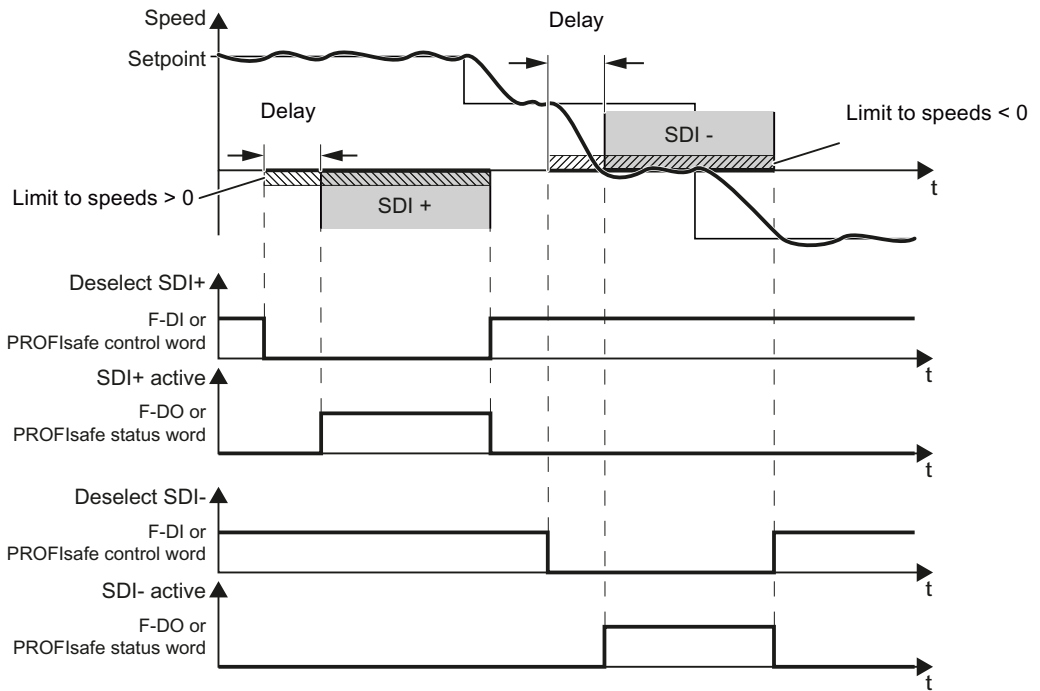 Speed
Delay
Setpoint
Delay
Limit to speeds < 0
SDI -
t
Limit to speeds > 0
SDI +
Deselect SDI+
F-DI or
PROFIsafe control word
t
SDI+ active
F-DO or
PROFIsafe status word
t
Deselect SDI-
F-DI or
PROFIsafe control word
t
SDI- active
F-DO or
PROFIsafe status word
t